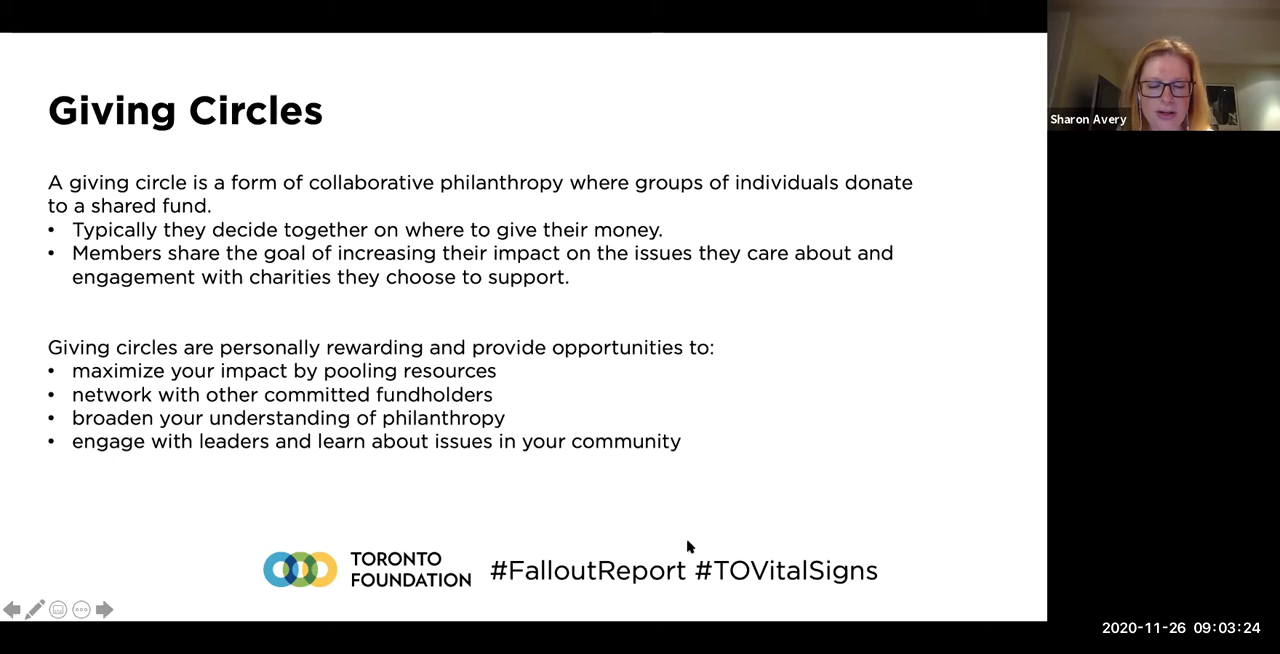 Giving Circles
A giving circle is a form of collaborative philanthropy where groups of individuals donate
to a shared fund.
• Typically they decide together on where to give their money.
• Members share the goal of increasing their impact on the issues they care about and
engagement with charities they choose to support.
Giving circles are personally rewarding and provide opportunities to:
• maximize your impact by pooling resources
• network with other committed fundholders
• broaden your understanding of philanthropy
• engage with leaders and learn about issues in your community
TORONTO
FOUNDATION
#FalloutReport #TOVitalSigns
Sharon Avery
2020-11-26 09:03:24